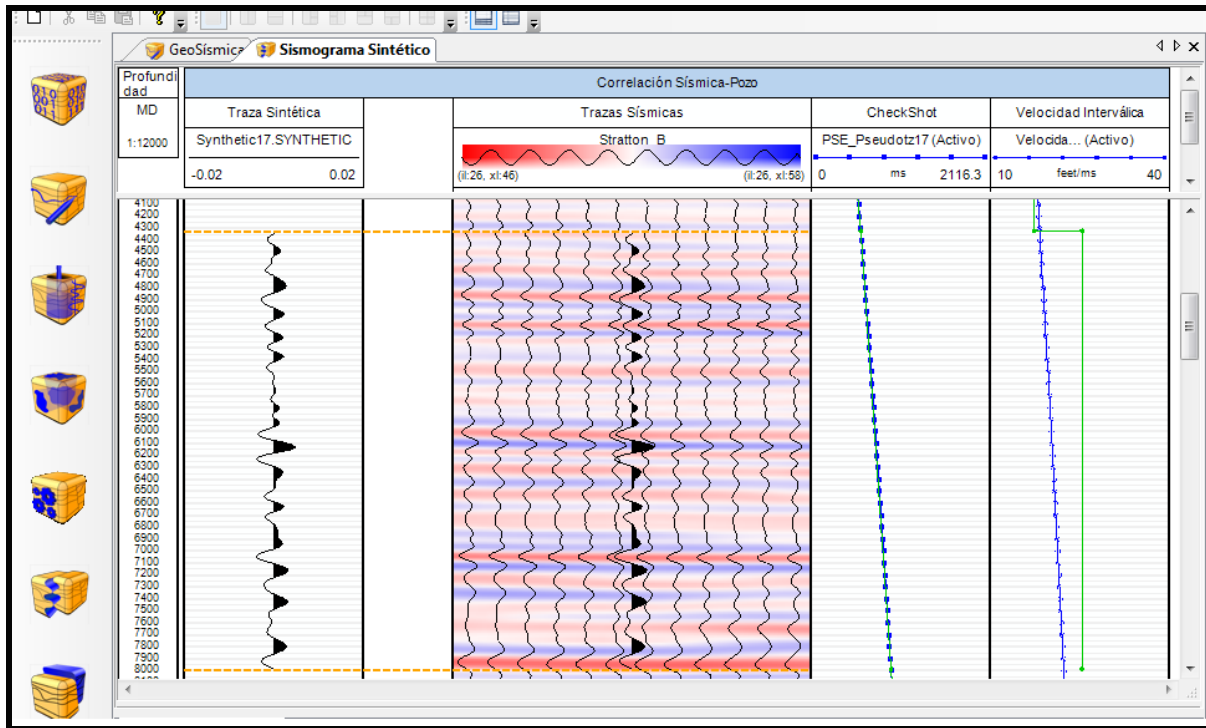 GeoSísmica
Sismograma Sintético
Profundi
dad
Correlación Sísmica-Pozo
MD
Traza Sintética
Trazas Sísmicas
CheckShot
Velocidad Interválica
1:12000
Synthetic17.SYNTHETIC
Stratton_B
PSE_Pseudotz17 (Activo)
Velocida... (Activo)
-0.02
0.02
(il:26, xl:46)
(il:26, xl:58)
0
ms
2116.3
10
feet/ms
40
4100
4200
4300
4400
4500
4600
4700
4800
4900
5000
5100
5200
5300
5400
5500
5600
5700
5800
5900
6000
6100
6200
6300
6400
6500
6600
6700
6800
6900
7000
7100
7200
7300
7400
7500
7600
7700
7800
7900
8000